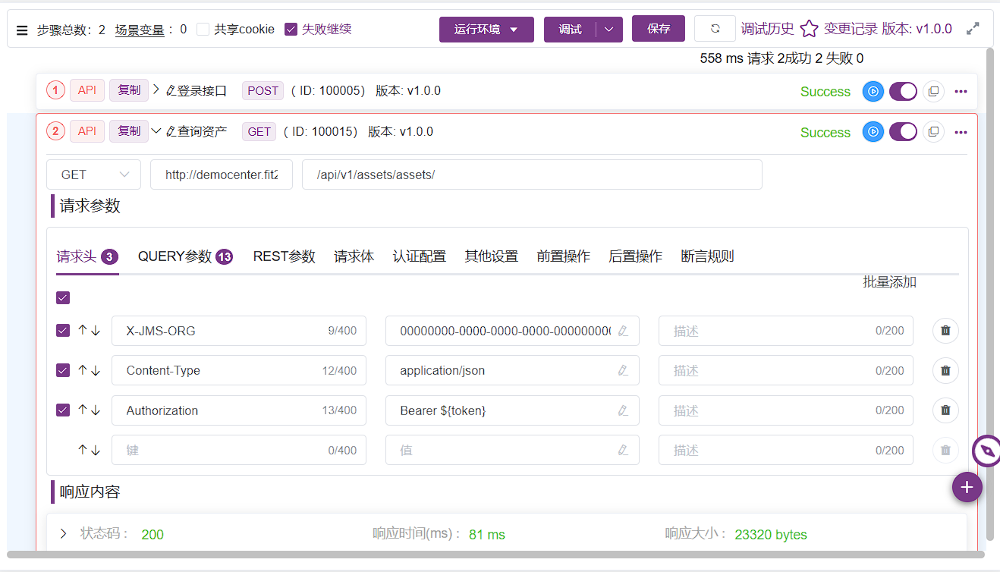 步骤总数：2 场景变量 ：0 共享cookie 失败继续 运行环境 调试 保存 调试历史 变更记录 版本: v1.0.0
558 ms 请求 2成功 2 失败 0
1 API 复制 登录接口 POST ( ID: 100005) 版本: v1.0.0 Success
2 API 复制 查询资产 GET ( ID: 100015) 版本: v1.0.0 Success
GET http://democenter.fit2 /api/v1/assets/assets/
请求参数
请求头 3 QUERY参数 13 REST参数 请求体 认证配置 其他设置 前置操作 后置操作 断言规则
批量添加
X-JMS-ORG 9/400 00000000-0000-0000-0000-00000000( 描述 0/200
Content-Type 12/400 application/json 描述 0/200
Authorization 13/400 Bearer ${token} 描述 0/200
键 0/400 值 描述 0/200
响应内容
状态码： 200 响应时间(ms)： 81 ms 响应大小： 23320 bytes